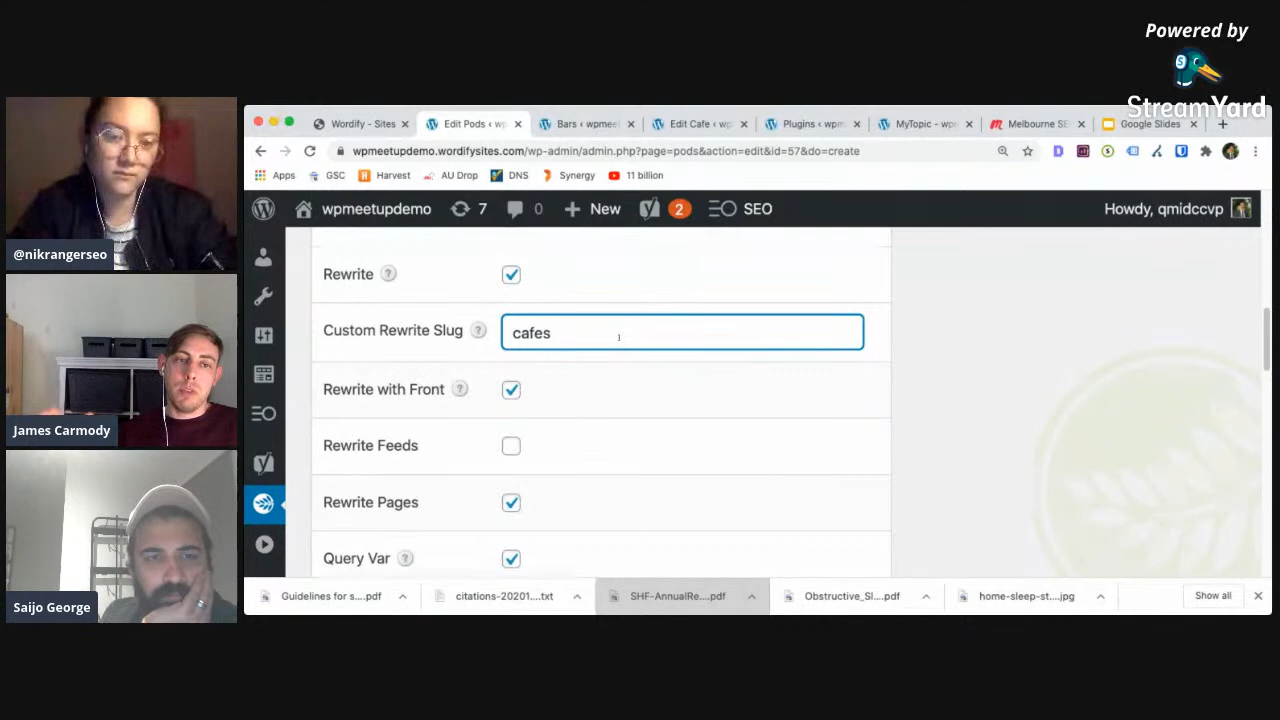 Powered by
StreamYard
@nikrangerseo
James Carmody
Saijo George
Wordify - Sites
Edit Pods ‹ w
Bars ‹ wpmee
Edit Cafe ‹ wp
Plugins ‹ wpm
MyTopic - wp
Melbourne SE
Google Slides
wpmeetupdemo.wordifysites.com/wp-admin/admin.php?page=pods&action=edit&id=57&do=create
Apps GSC Harvest AU Drop DNS Synergy 11 billion
wpmeetupdemo 7 0 New 2 SEO Howdy, qmidccvp
Rewrite ?
Custom Rewrite Slug ? cafes
Rewrite with Front ?
Rewrite Feeds
Rewrite Pages
Query Var ?
Guidelines for s....pdf citations-20201....txt SHF-AnnualRe....pdf Obstructive_Sl....pdf home-sleep-st....jpg Show all